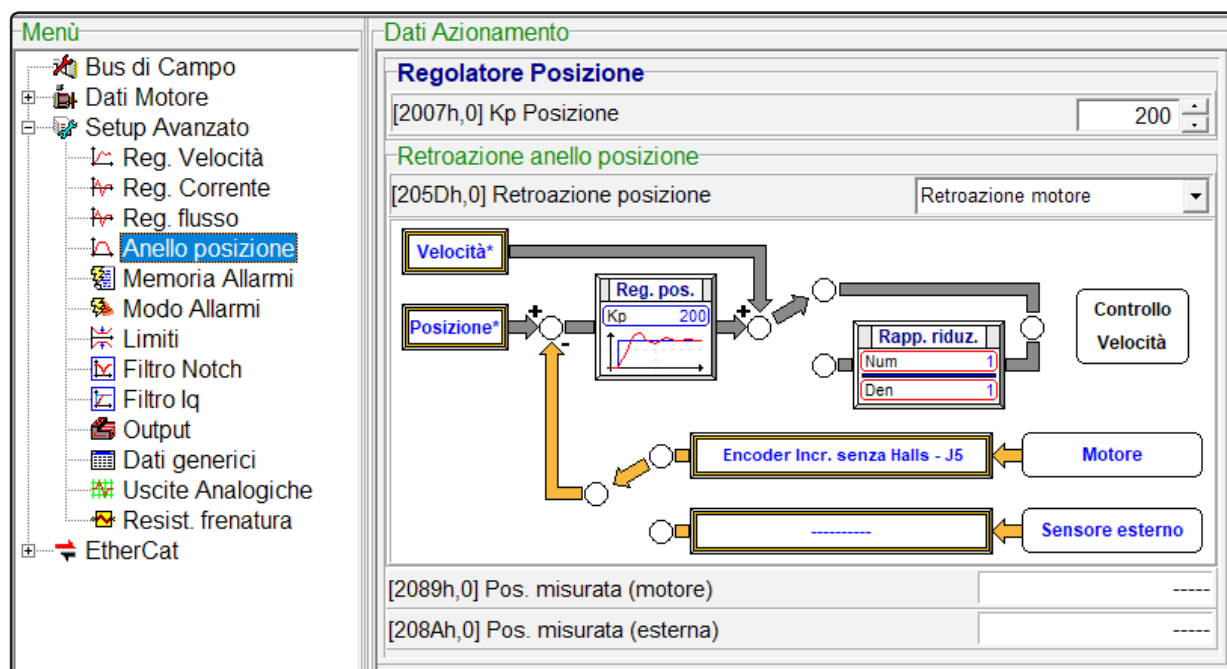 Menù
Bus di Campo
Dati Motore
Setup Avanzato
Reg. Velocità
Reg. Corrente
Reg. flusso
Anello posizione
Memoria Allarmi
Modo Allarmi
Limiti
Filtro Notch
Filtro Iq
Output
Dati generici
Uscite Analogiche
Resist. frenatura
EtherCat
Dati Azionamento
Regolatore Posizione
[2007h,0] Kp Posizione 200
Retroazione anello posizione
[205Dh,0] Retroazione posizione Retroazione motore
Velocità*
Posizione*
+
-
Reg. pos.
Kp 200
+
Rapp. riduz.
Num 1
Den 1
Controllo
Velocità
Encoder Incr. senza Halls - J5
Motore
----------
Sensore esterno
[2089h,0] Pos. misurata (motore) -----
[208Ah,0] Pos. misurata (esterna) -----